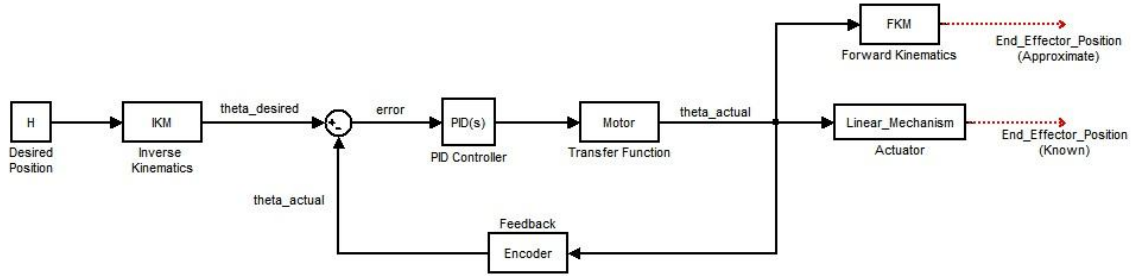 FKM
Forward Kinematics
End_Effector_Position
(Approximate)
H
Desired
Position
IKM
Inverse
Kinematics
theta_desired
+
-
error
PID(s)
PID Controller
Motor
Transfer Function
theta_actual
Linear_Mechanism
Actuator
End_Effector_Position
(Known)
theta_actual
Feedback
Encoder